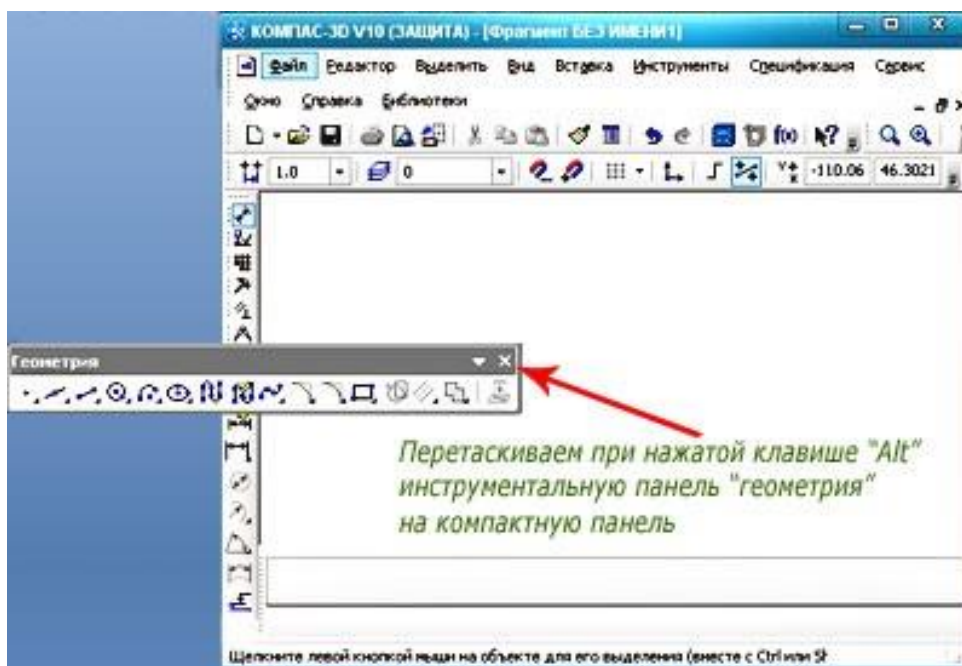 КОМПАС-3D V10 (ЗАЩИТА) - [Фрагмент БЕЗ ИМЕНИ1]
Файл Редактор Выделить Вид Вставка Инструменты Спецификация Сервис
Окно Справка Библиотеки
f(x)
1.0 0 -110.06 46.3021
Геометрия
Перетаскиваем при нажатой клавише "Alt"
инструментальную панель "геометрия"
на компактную панель
Щелкните левой кнопкой мыши на объекте для его выделения (вместе с Ctrl или Sh